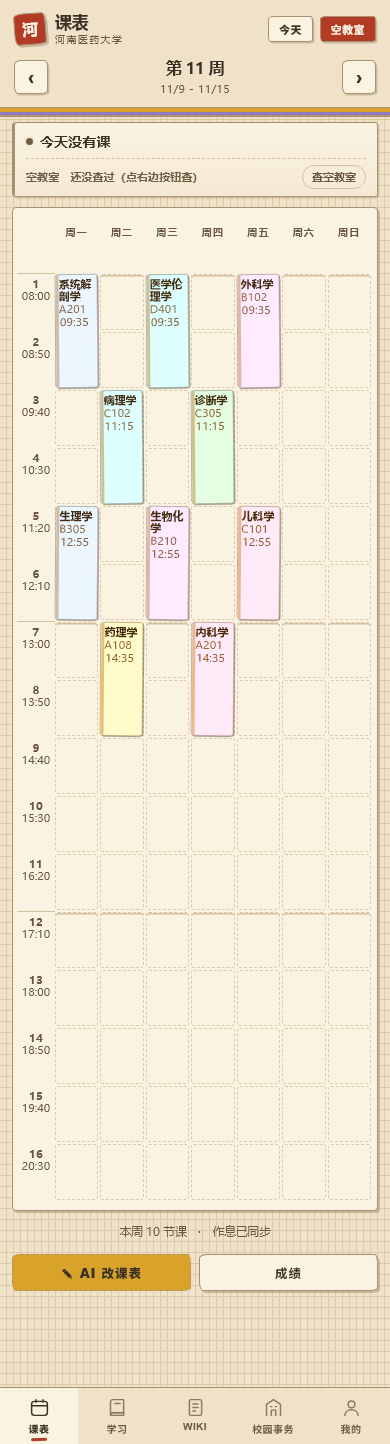 河
课表
河南医药大学
今天
空教室
‹
第 11 周
11/9 - 11/15
›
今天没有课
空教室 还没查过（点右边按钮查）
查空教室
周一 周二 周三 周四 周五 周六 周日
1
08:00
系统解
剖学
A201
09:35
医学伦
理学
D401
09:35
外科学
B102
09:35
2
08:50
3
09:40
病理学
C102
11:15
诊断学
C305
11:15
4
10:30
5
11:20
生理学
B305
12:55
生物化
学
B210
12:55
儿科学
C101
12:55
6
12:10
7
13:00
药理学
A108
14:35
内科学
A201
14:35
8
13:50
9
14:40
10
15:30
11
16:20
12
17:10
13
18:00
14
18:50
15
19:40
16
20:30
本周 10 节课 · 作息已同步
AI 改课表
成绩
课表
学习
WIKI
校园事务
我的